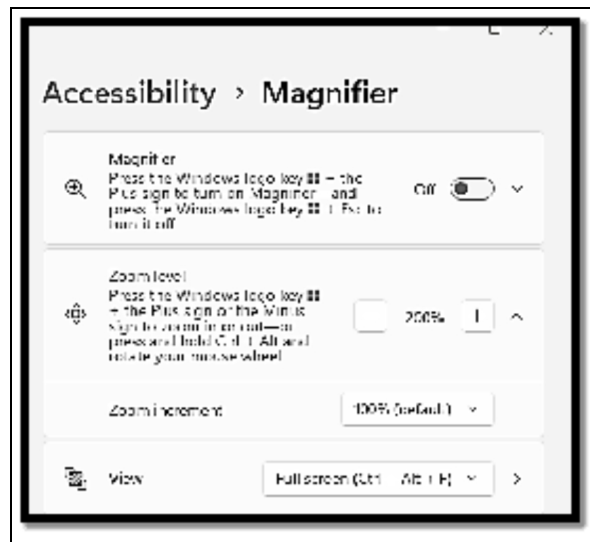 Accessibility > Magnifier
Magnifier
Press the Windows logo key + the
Plus sign to turn on Magnifier and
press the Windows logo key + Esc to
turn it off
Off
Zoom level
Press the Windows logo key
+ the Plus sign or the Minus
sign to zoom in or out—or
press and hold Ctrl + Alt and
rotate your mouse wheel
200%
Zoom increment
100% (default)
View
Full screen (Ctrl + Alt + F)